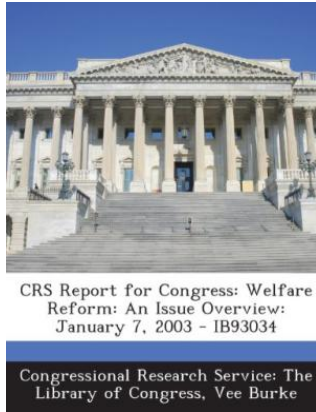 CRS Report for Congress: Welfare
Reform: An Issue Overview:
January 7, 2003 - IB93034
Congressional Research Service: The
Library of Congress, Vee Burke